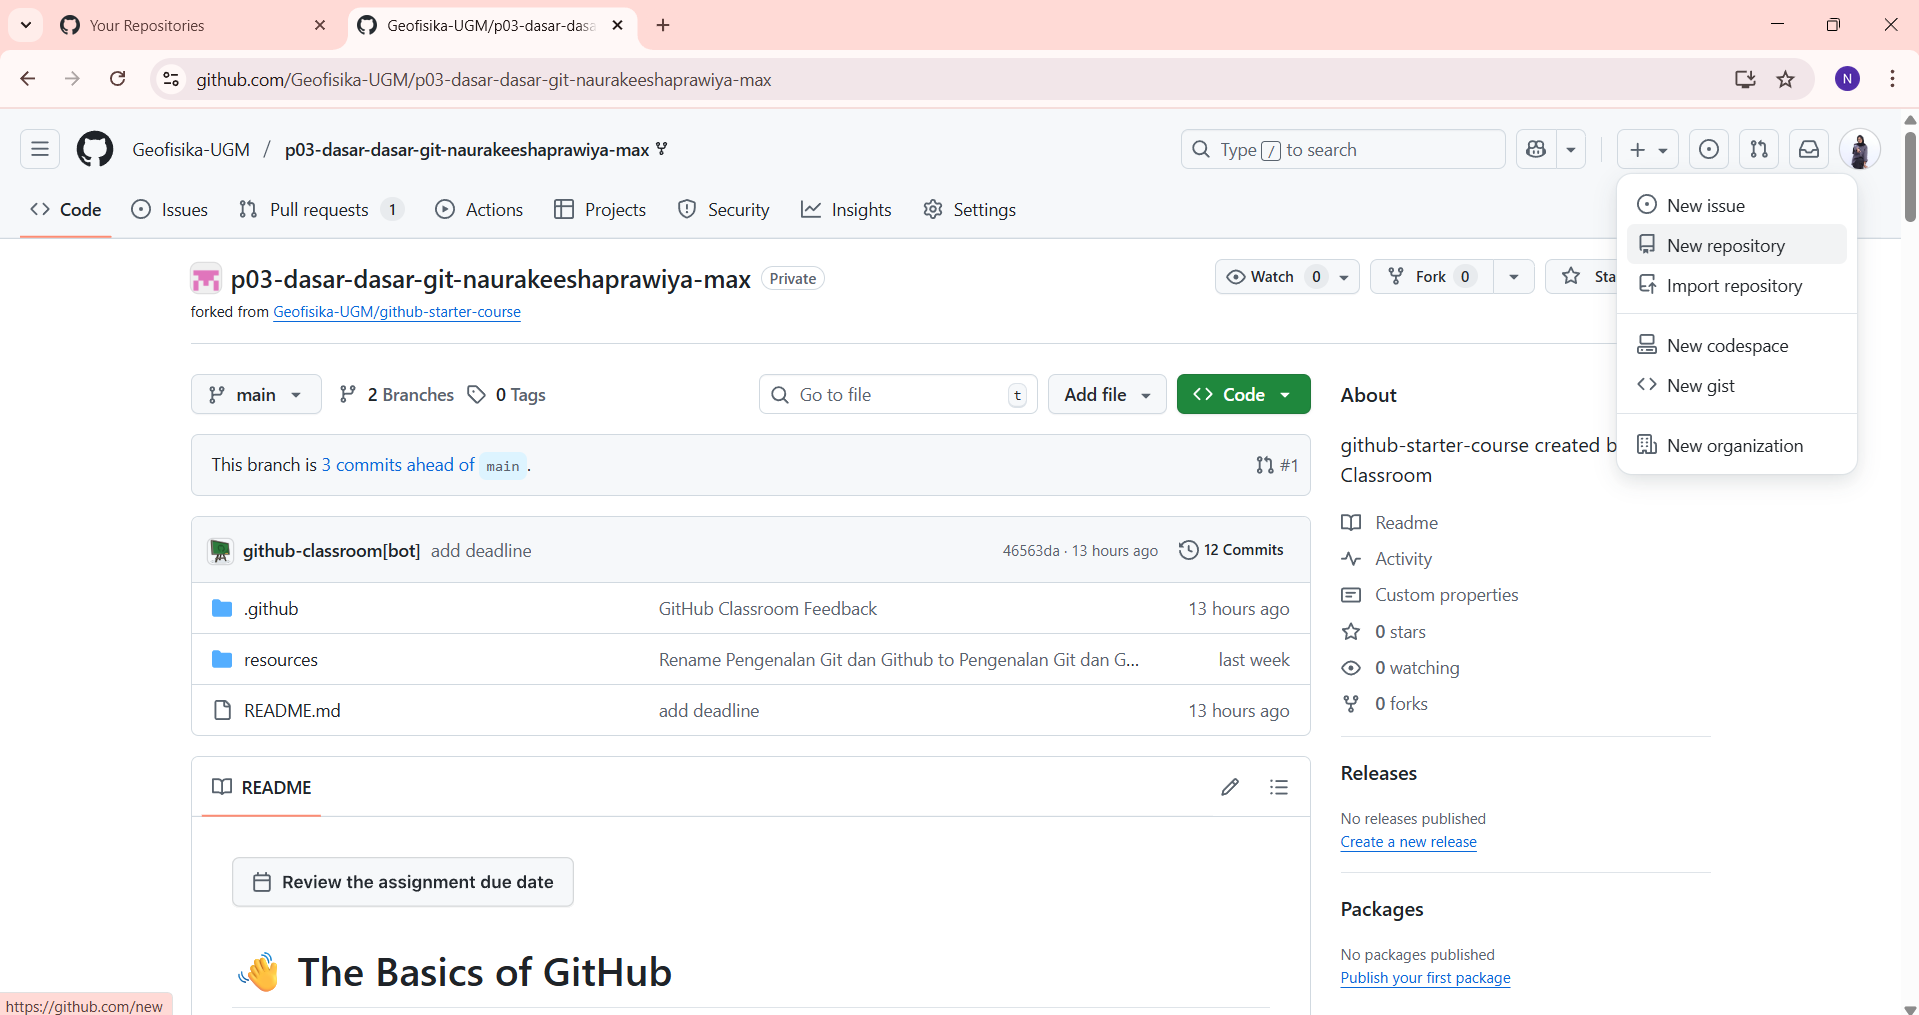 Your Repositories
Geofisika-UGM/p03-dasar-dasa
github.com/Geofisika-UGM/p03-dasar-dasar-git-naurakeeshaprawiya-max
N
Geofisika-UGM / p03-dasar-dasar-git-naurakeeshaprawiya-max
Type / to search
Code
Issues
Pull requests 1
Actions
Projects
Security
Insights
Settings
New issue
New repository
Import repository
New codespace
New gist
New organization
p03-dasar-dasar-git-naurakeeshaprawiya-max Private
Watch 0
Fork 0
Sta
forked from Geofisika-UGM/github-starter-course
main
2 Branches
0 Tags
Go to file t
Add file
Code
This branch is 3 commits ahead of main .
#1
github-classroom[bot] add deadline 46563da · 13 hours ago 12 Commits
.github GitHub Classroom Feedback 13 hours ago
resources Rename Pengenalan Git dan Github to Pengenalan Git dan G... last week
README.md add deadline 13 hours ago
README
Review the assignment due date
👋 The Basics of GitHub
About
github-starter-course created b
Classroom
Readme
Activity
Custom properties
0 stars
0 watching
0 forks
Releases
No releases published
Create a new release
Packages
No packages published
Publish your first package
https://github.com/new